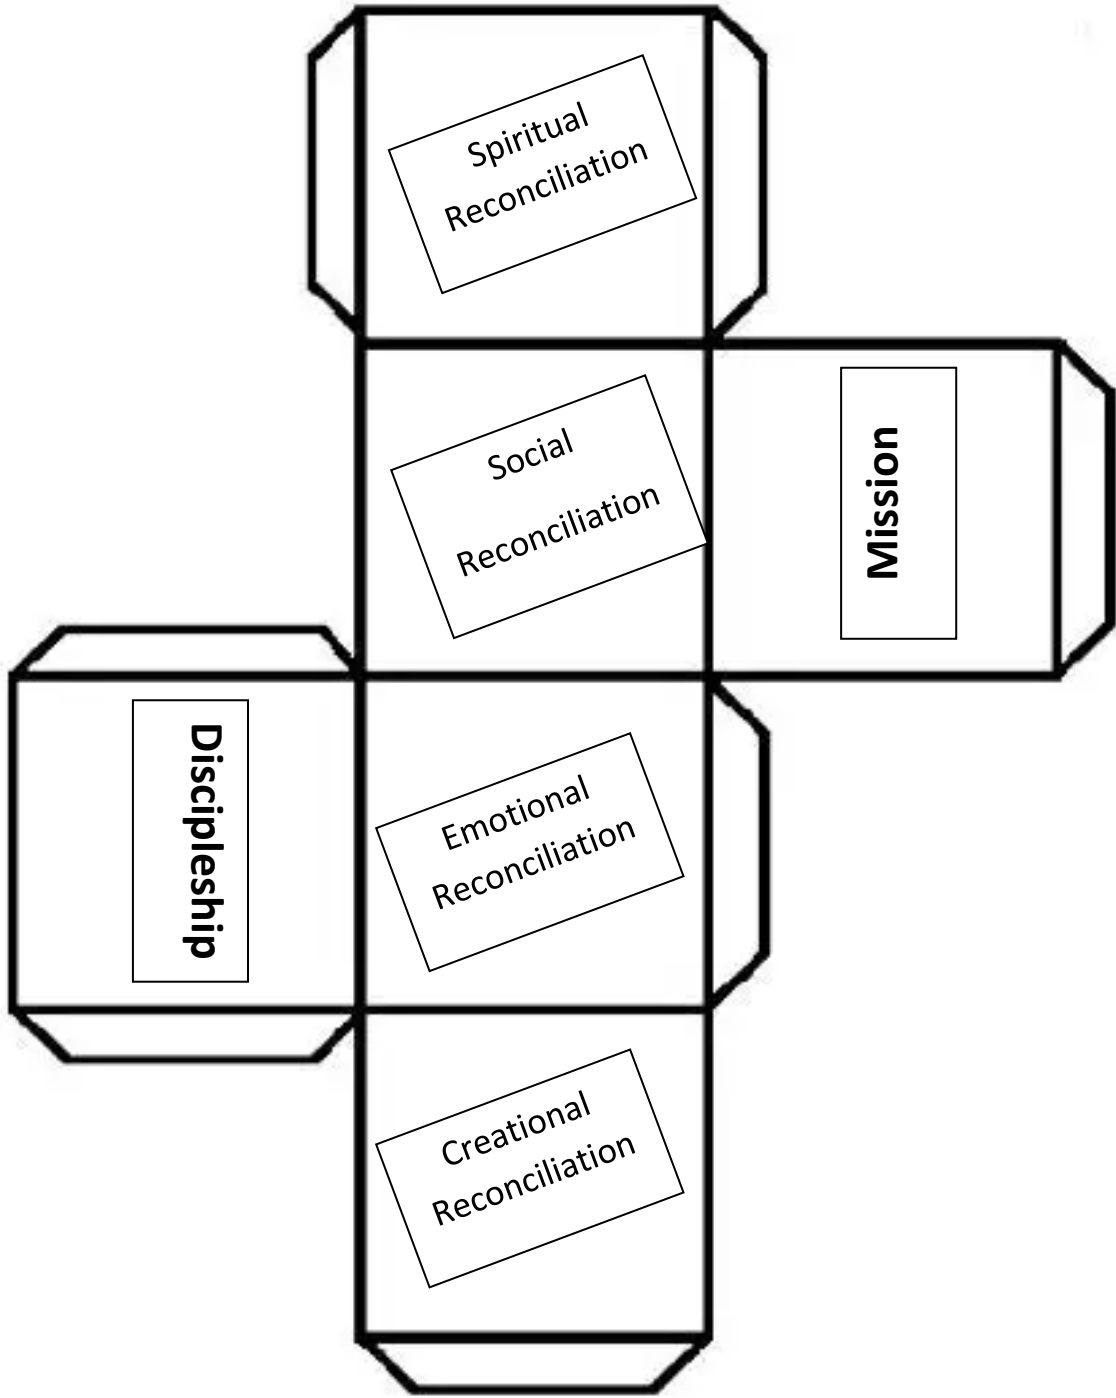 Spiritual
Reconciliation
Social
Reconciliation
Mission
Discipleship
Emotional
Reconciliation
Creational
Reconciliation